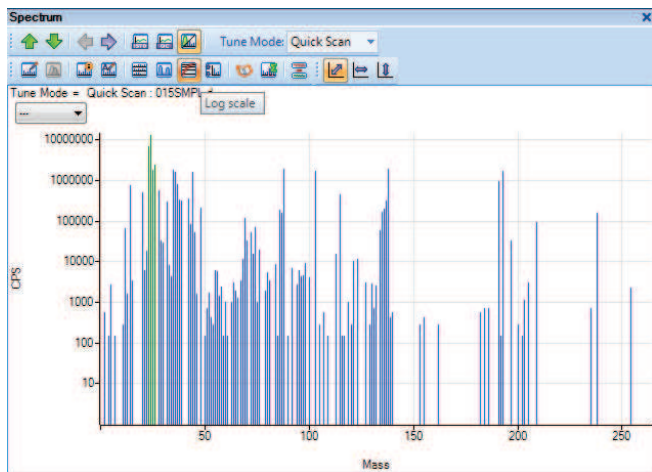 Spectrum
Tune Mode: Quick Scan
Tune Mode = Quick Scan : 015SMPL.d
Log scale
---
10000000
1000000
100000
10000
1000
100
10
CPS
50
100
150
200
250
Mass